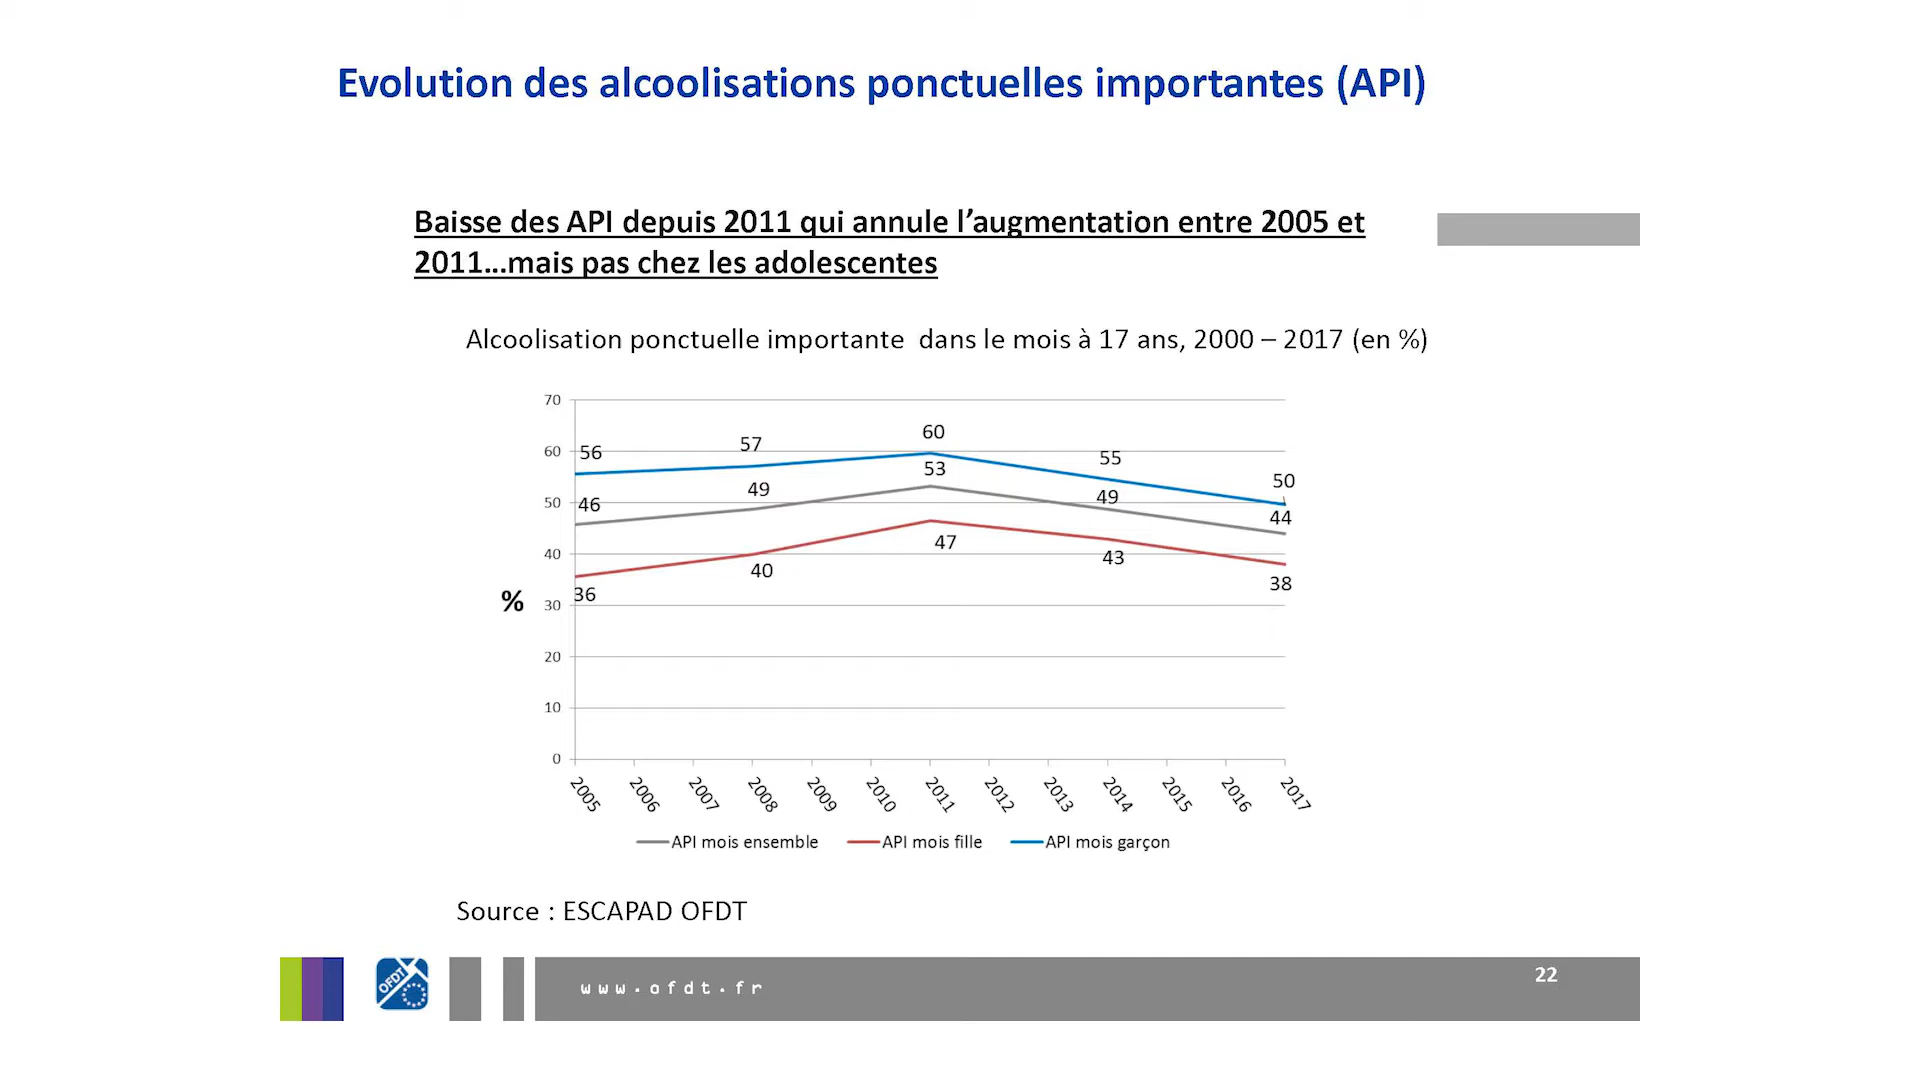 Evolution des alcoolisations ponctuelles importantes (API)
Baisse des API depuis 2011 qui annule l’augmentation entre 2005 et
2011…mais pas chez les adolescentes
Alcoolisation ponctuelle importante dans le mois à 17 ans, 2000 – 2017 (en %)
70
60
50
40
30
20
10
0
%
56 57 60 55 50
46 49 53 49 44
36 40 47 43 38
2005 2006 2007 2008 2009 2010 2011 2012 2013 2014 2015 2016 2017
API mois ensemble API mois fille API mois garçon
Source : ESCAPAD OFDT
OFDT
www.ofdt.fr
22